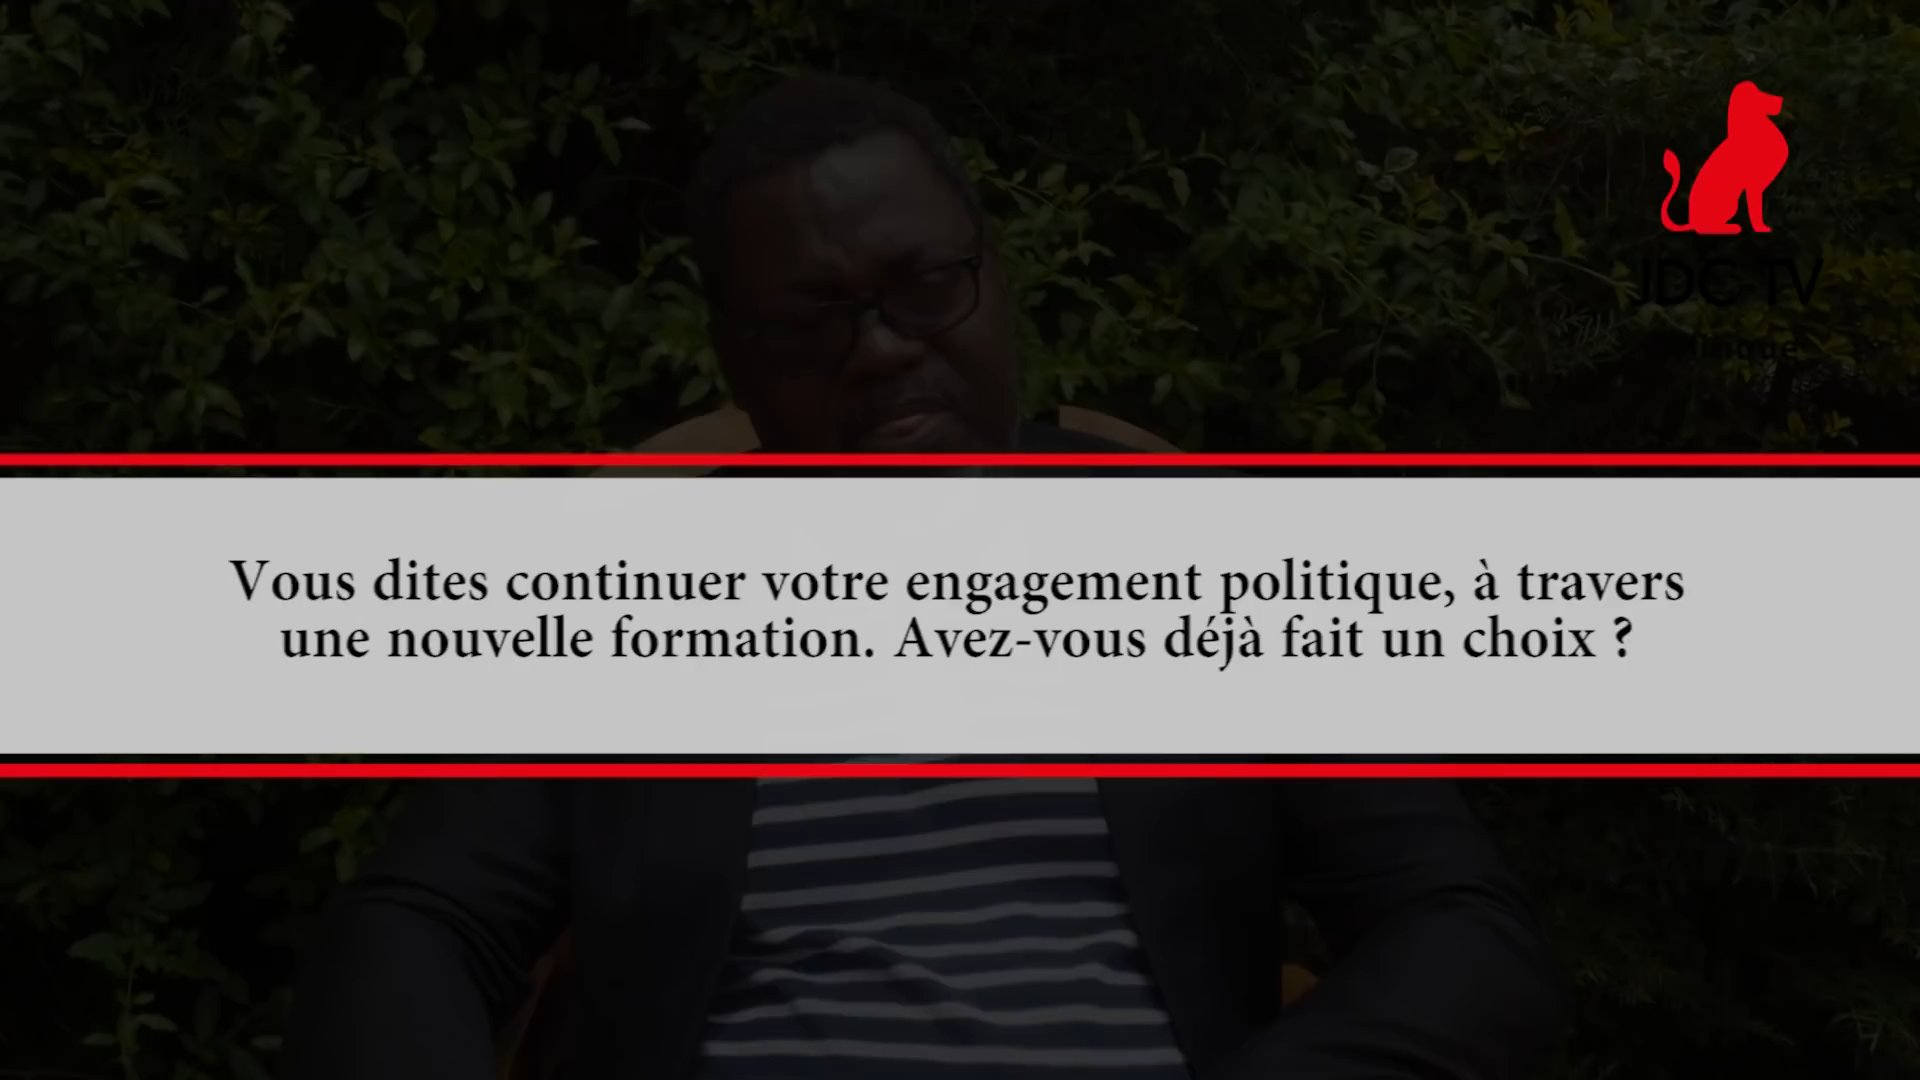 JDC TV
Vous dites continuer votre engagement politique, à travers
une nouvelle formation. Avez-vous déjà fait un choix ?